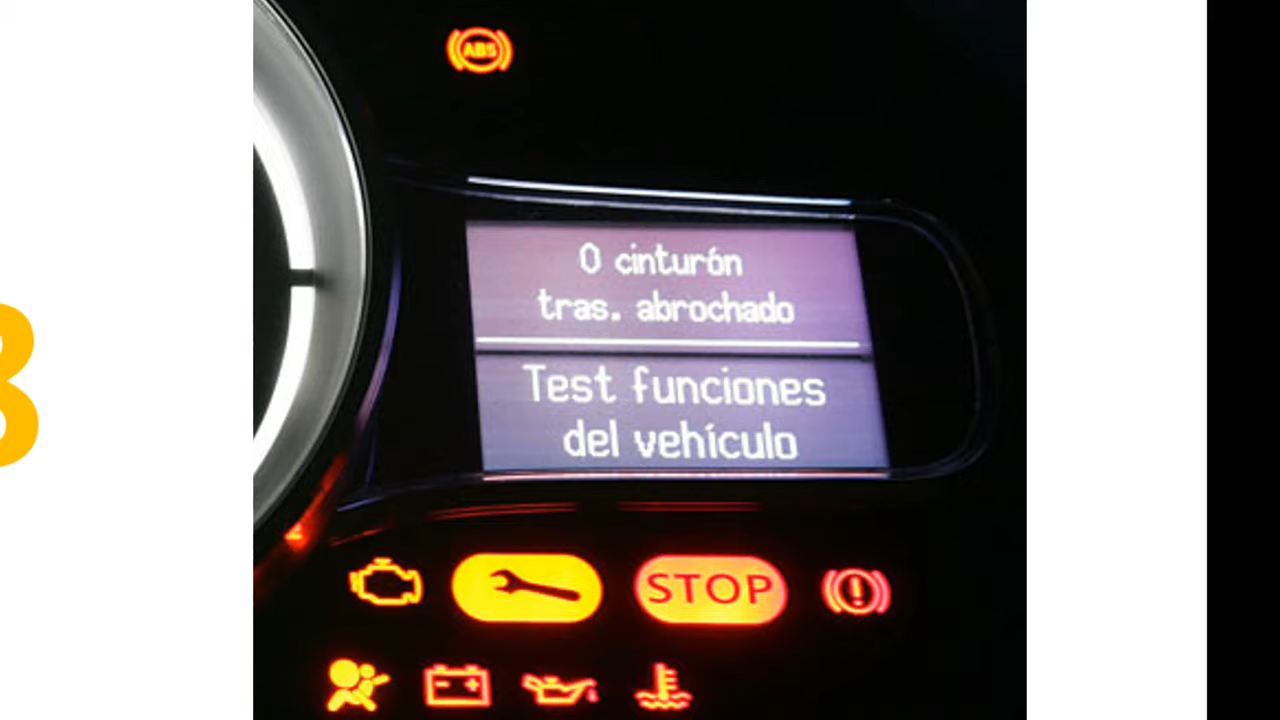 ABS
0 cinturón
tras. abrochado
Test funciones
del vehículo
STOP